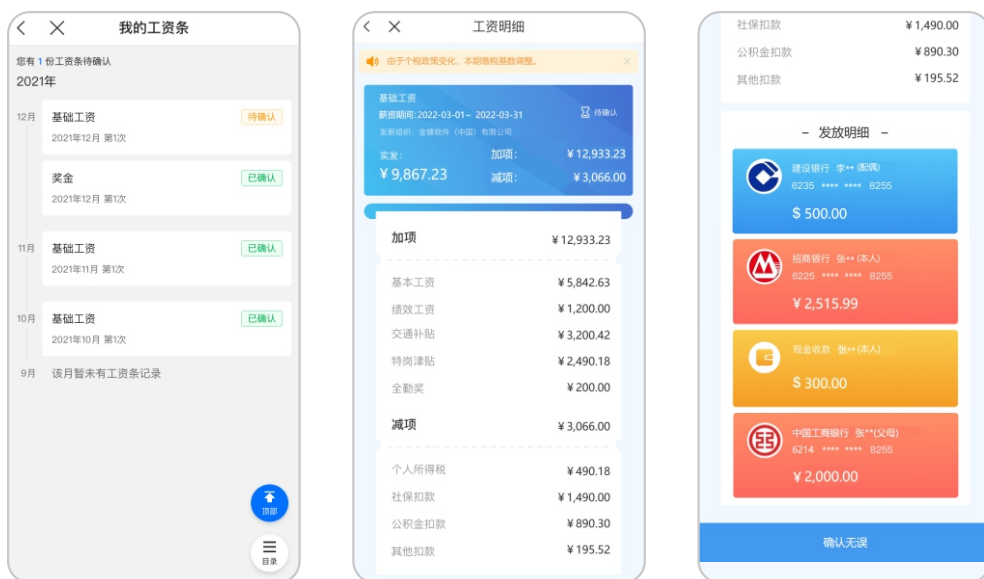 我的工资条
您有 1 份工资条待确认
2021年
12月
基础工资
待确认
2021年12月 第1次
奖金
已确认
2021年12月 第1次
11月
基础工资
已确认
2021年11月 第1次
10月
基础工资
已确认
2021年10月 第1次
9月
该月暂未有工资条记录
顶部
目录
工资明细
由于个税政策变化、本期缴税基数调整。
基础工资
薪资期间:2022-03-01~ 2022-03-31
待确认
发薪组织: 金蝶软件（中国）有限公司
实发:
加项:
¥ 12,933.23
¥ 9,867.23
减项:
¥ 3,066.00
加项
¥ 12,933.23
基本工资
¥ 5,842.63
绩效工资
¥ 1,200.00
交通补贴
¥ 3,200.42
特岗津贴
¥ 2,490.18
全勤奖
¥ 200.00
减项
¥ 3,066.00
个人所得税
¥ 490.18
社保扣款
¥ 1,490.00
公积金扣款
¥ 890.30
其他扣款
¥ 195.52
社保扣款
¥ 1,490.00
公积金扣款
¥ 890.30
其他扣款
¥ 195.52
– 发放明细 –
建设银行 李** (配偶)
6235 **** **** 8255
$ 500.00
招商银行 张** (本人)
6225 **** **** 8255
¥ 2,515.99
现金收款 张** (本人)
$ 300.00
中国工商银行 张**(父母)
6214 **** **** 8255
¥ 2,000.00
确认无误